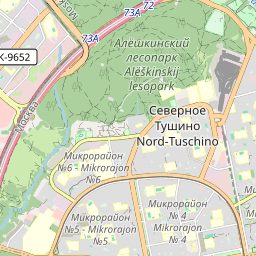 73A
73A
K-9652
Алешкинский
лесопарк
Aleškinskij
lesopark
Москва
Северное
Тушино
Nord-Tuschino
Микрорайон
№6 - Mikrorajon
№6
Микрорайон
№5 - Mikrorajon
№5
Микрорайон
№ 4 -
Mikrorajon
№ 4